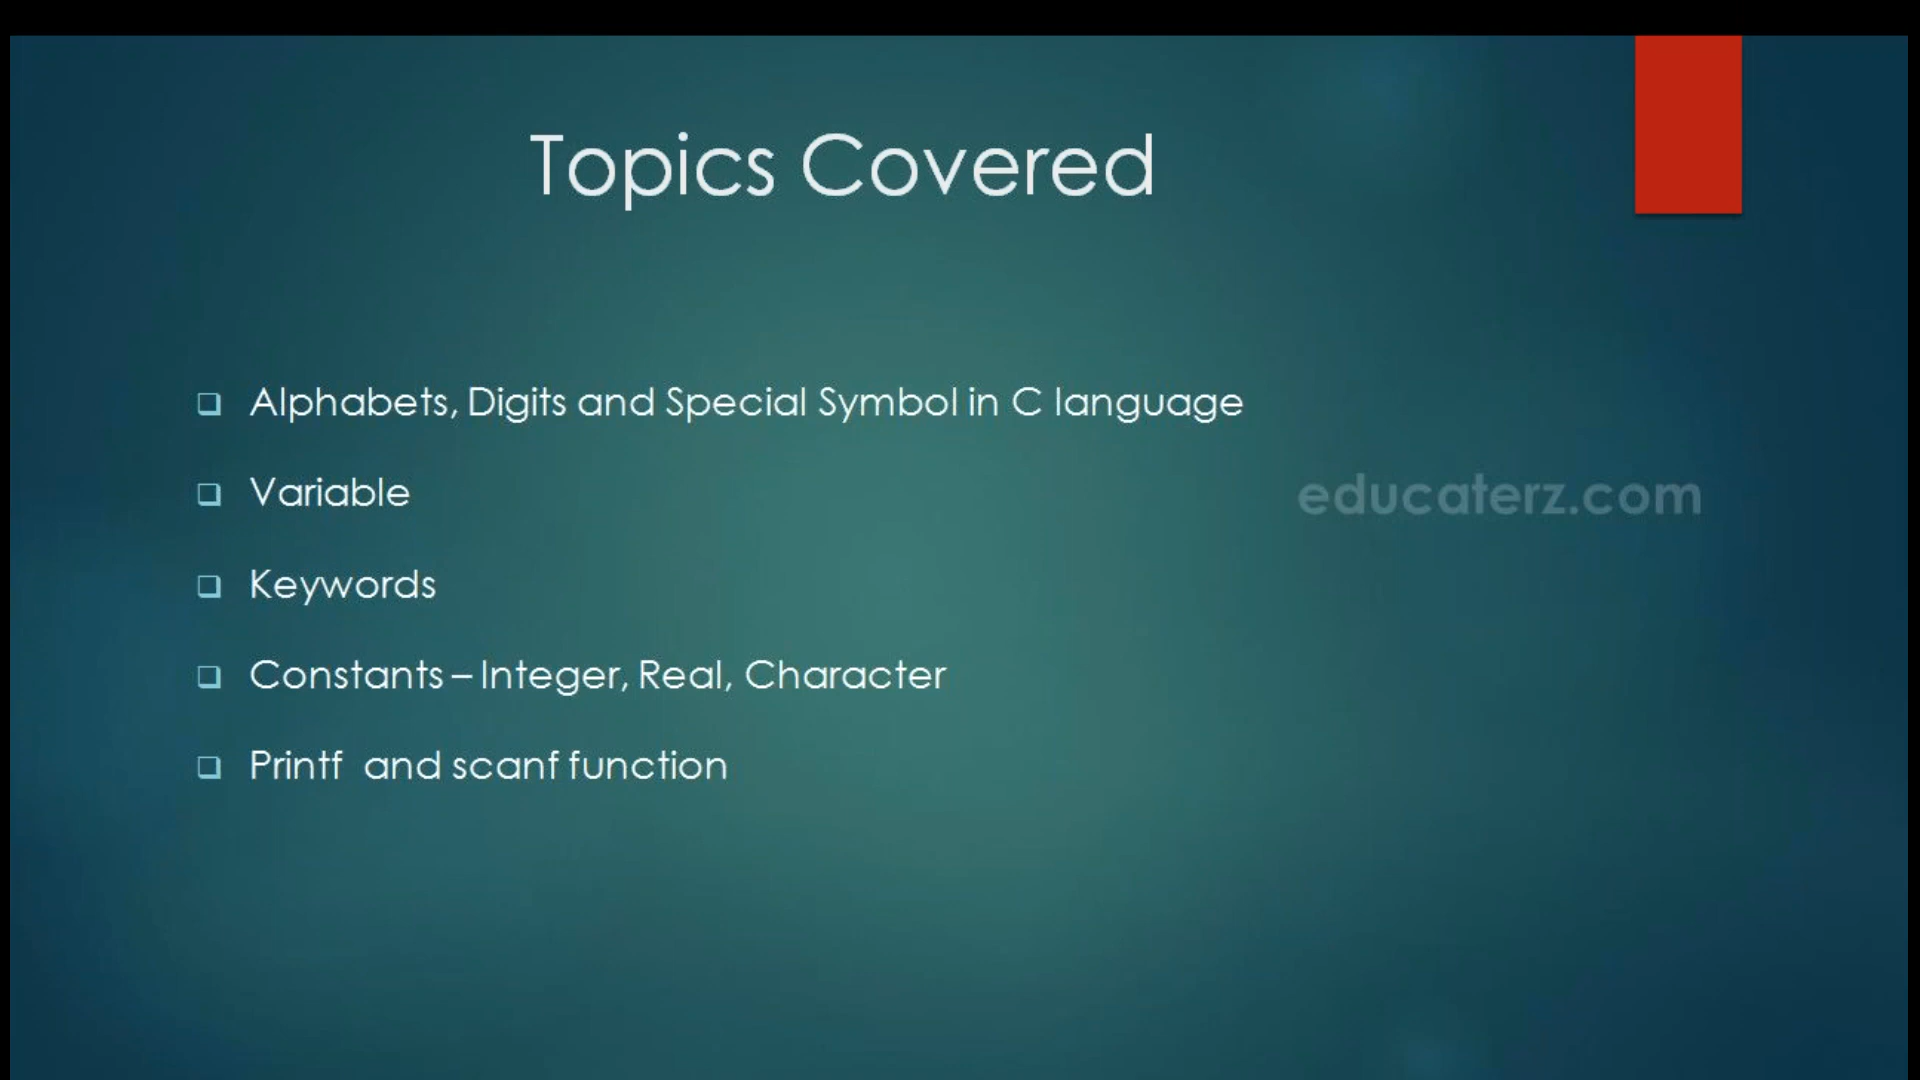 Topics Covered
Alphabets, Digits and Special Symbol in C language
Variable
educaterz.com
Keywords
Constants – Integer, Real, Character
Printf  and scanf function